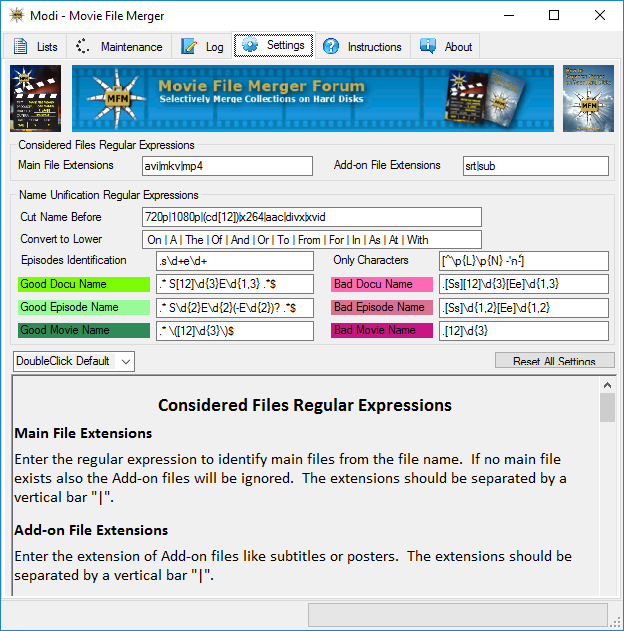 Modi - Movie File Merger
Lists Maintenance Log Settings Instructions About
MFM
Movie File Merger Forum
Selectively Merge Collections on Hard Disks
MFM
Considered Files Regular Expressions
Main File Extensions avi|mkv|mp4 Add-on File Extensions srt|sub
Name Unification Regular Expressions
Cut Name Before 720p|1080p|(cd[12])|x264|aac|divx|xvid
Convert to Lower On | A | The | Of | And | Or | To | From | For | In | As | At | With
Episodes Identification .s\d+e\d+ Only Characters
Good Docu Name .* S[12]\d{3}E\d{1,3} .*$ Bad Docu Name .[Ss][12]\d{3}[Ee]\d{1,3}
Good Episode Name .* S\d{2}E\d{2}(-E\d{2})? .*$ Bad Episode Name .[Ss]\d{1,2}[Ee]\d{1,2}
Good Movie Name .* \([12]\d{3}\)$ Bad Movie Name .[12]\d{3}
DoubleClick Default Reset All Settings
Considered Files Regular Expressions
Main File Extensions
Enter the regular expression to identify main files from the file name. If no main file
exists also the Add-on files will be ignored. The extensions should be separated by a
vertical bar "|".
Add-on File Extensions
Enter the extension of Add-on files like subtitles or posters. The extensions should be
separated by a vertical bar "|".